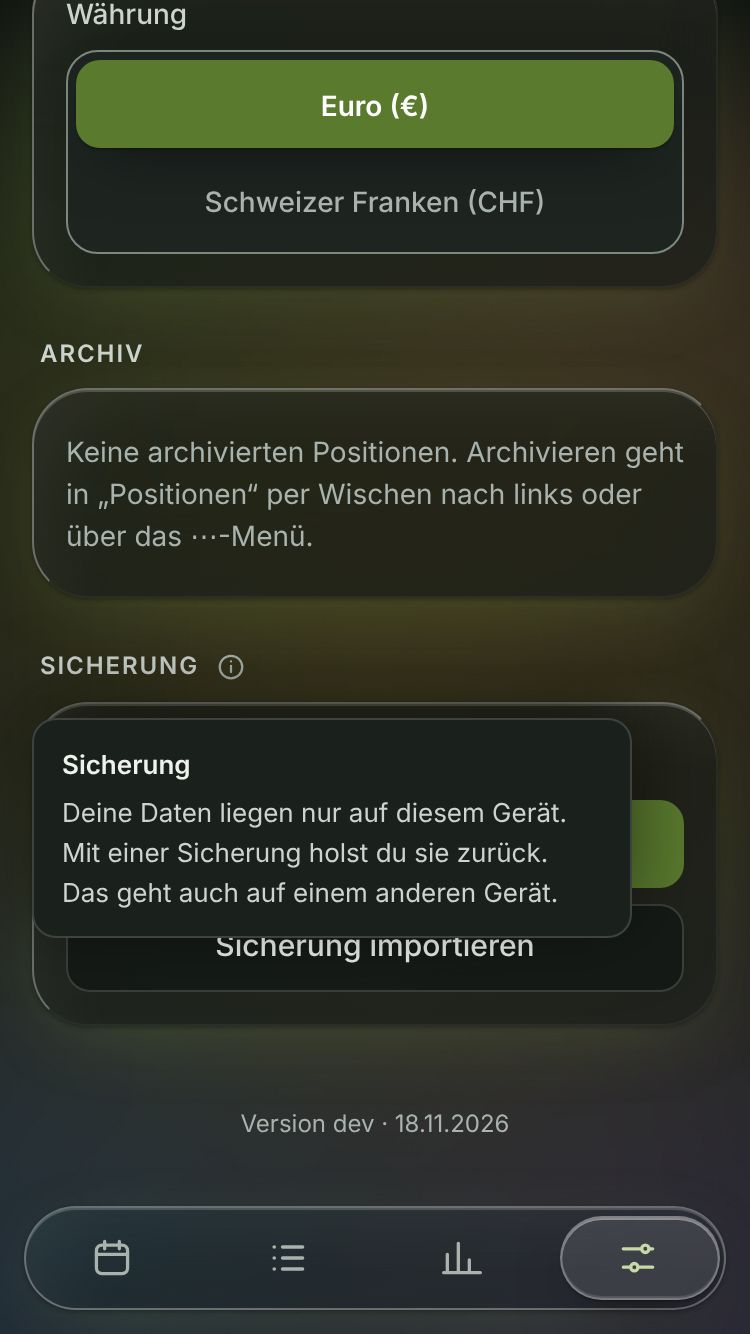 Währung
Euro (€)
Schweizer Franken (CHF)
ARCHIV
Keine archivierten Positionen. Archivieren geht
in „Positionen“ per Wischen nach links oder
über das ···-Menü.
SICHERUNG
Sicherung
Deine Daten liegen nur auf diesem Gerät.
Mit einer Sicherung holst du sie zurück.
Das geht auch auf einem anderen Gerät.
Sicherung importieren
Version dev · 18.11.2026